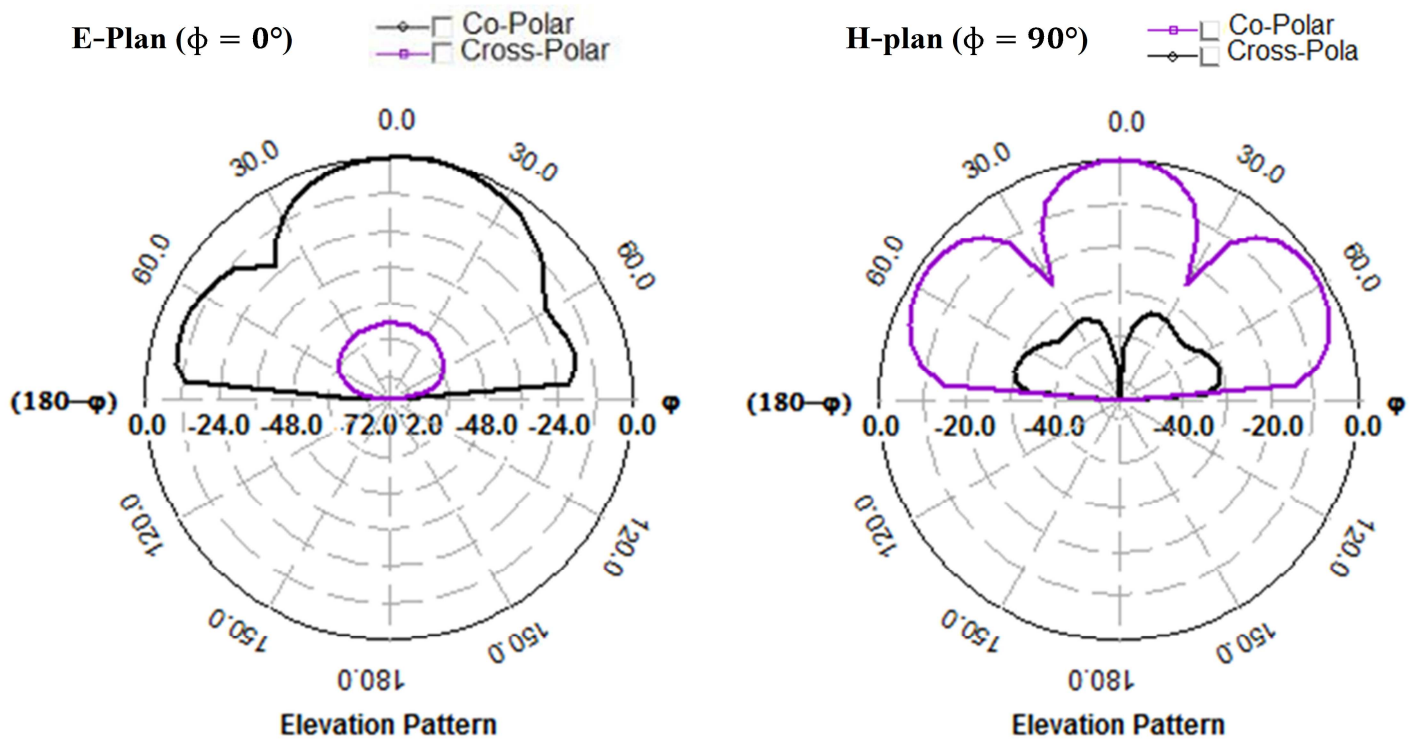 E-Plan (ϕ = 0°)
Co-Polar
Cross-Polar
0.0
30.0
30.0
60.0
60.0
(180–φ)
φ
0.0 -24.0 -48.0 -72.0 2.0 -48.0 -24.0 0.0
120.0
120.0
150.0
150.0
180.0
Elevation Pattern
H-plan (ϕ = 90°)
Co-Polar
Cross-Pola
0.0
30.0
30.0
60.0
60.0
(180–φ)
φ
0.0 -20.0 -40.0 -40.0 -20.0 0.0
120.0
120.0
150.0
150.0
180.0
Elevation Pattern